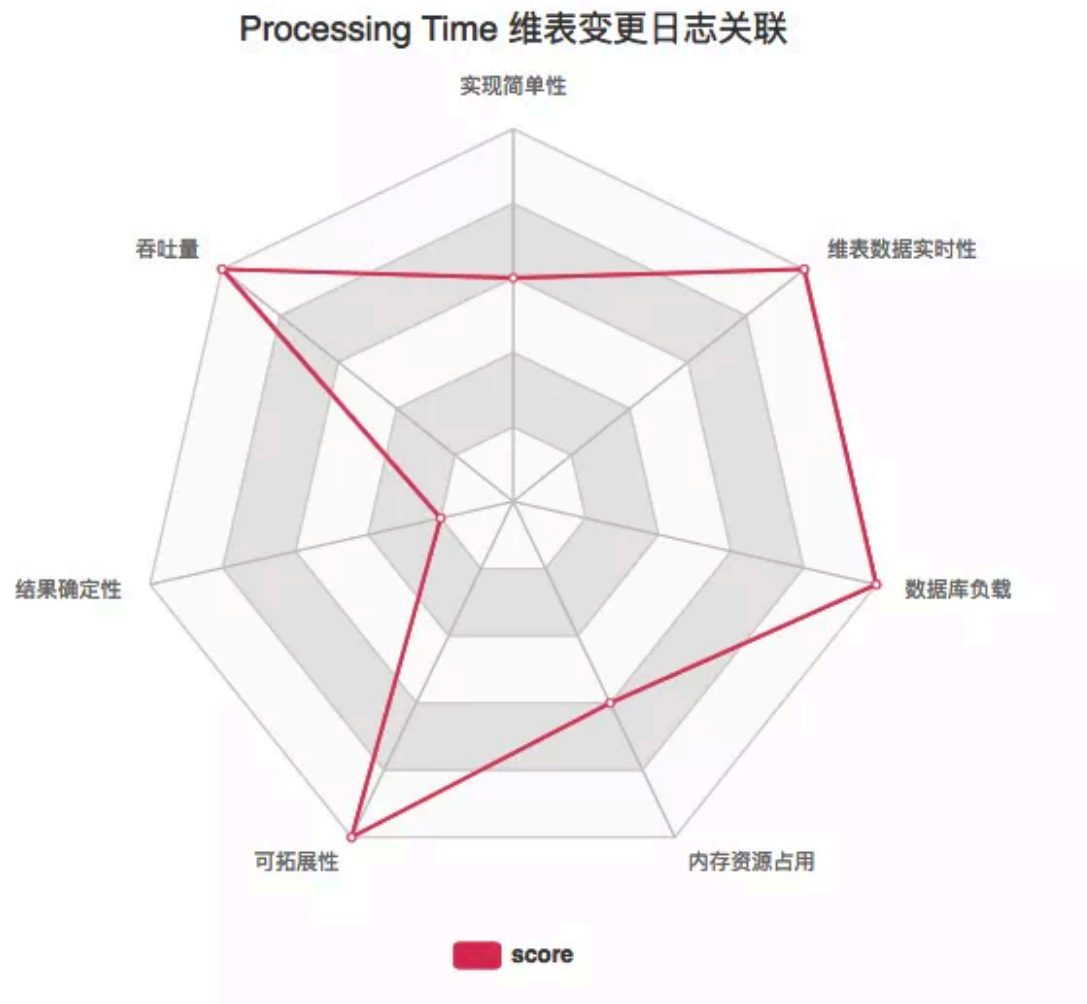 Processing Time 维表变更日志关联
实现简单性
吞吐量
维表数据实时性
结果确定性
数据库负载
可拓展性
内存资源占用
score